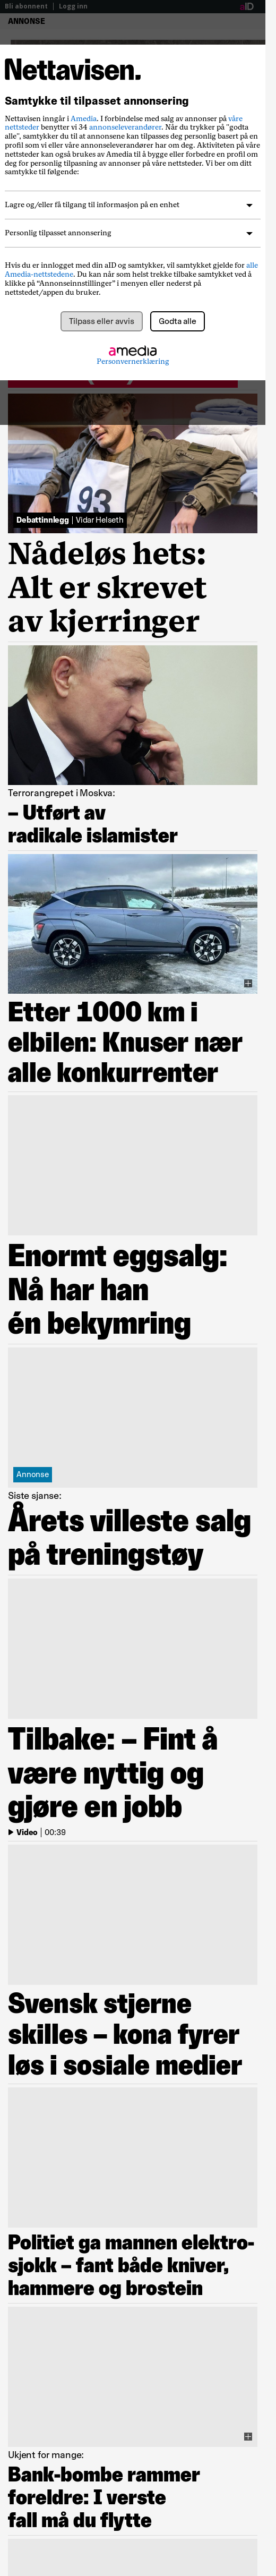 Bli abonnent | Logg inn
aID
ANNONSE
Nettavisen.
Samtykke til tilpasset annonsering
Nettavisen inngår i Amedia. I forbindelse med salg av annonser på våre
nettsteder benytter vi 34 annonseleverandører. Når du trykker på "godta
alle", samtykker du til at annonser kan tilpasses deg personlig basert på en
profil som vi eller våre annonseleverandører har om deg. Aktiviteten på våre
nettsteder kan også brukes av Amedia til å bygge eller forbedre en profil om
deg for personlig tilpasning av annonser på våre nettsteder. Vi ber om ditt
samtykke til følgende:
Lagre og/eller få tilgang til informasjon på en enhet
Personlig tilpasset annonsering
Hvis du er innlogget med din aID og samtykker, vil samtykket gjelde for alle
Amedia-nettstedene. Du kan når som helst trekke tilbake samtykket ved å
klikke på “Annonseinnstillinger” i menyen eller nederst på
nettstedet/appen du bruker.
Tilpass eller avvis
Godta alle
amedia
Personvernerklæring
93
Debattinnlegg | Vidar Helseth
Nådeløs hets:
Alt er skrevet
av kjerringer
Terrorangrepet i Moskva:
– Utført av
radikale islamister
Etter 1000 km i
elbilen: Knuser nær
alle konkurrenter
Enormt eggsalg:
Nå har han
én bekymring
Annonse
Siste sjanse:
Årets villeste salg
på treningstøy
Tilbake: – Fint å
være nyttig og
gjøre en jobb
Video | 00:39
Svensk stjerne
skilles – kona fyrer
løs i sosiale medier
Politiet ga mannen elektro-
sjokk – fant både kniver,
hammere og brostein
Ukjent for mange:
Bank-bombe rammer
foreldre: I verste
fall må du flytte